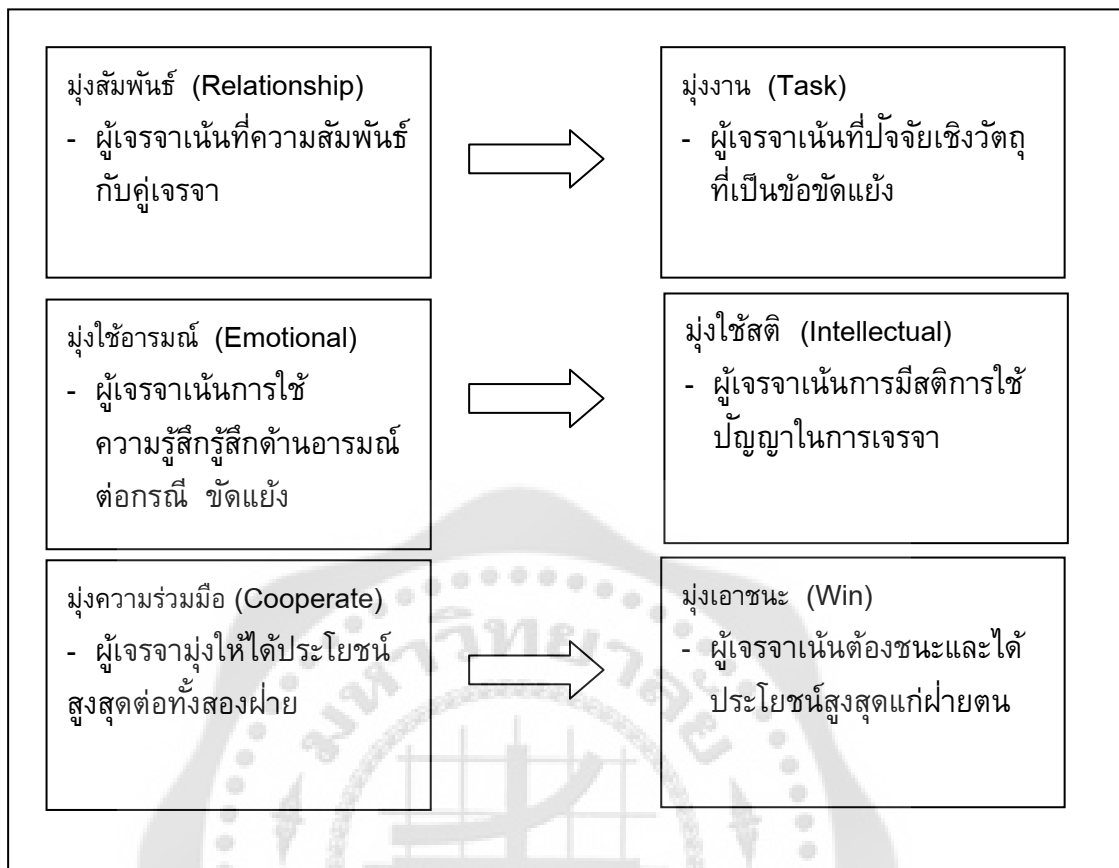 มุ่งสัมพันธ์ (Relationship)
- ผู้เจรจาเน้นที่ความสัมพันธ์
กับคู่เจรจา
มุ่งงาน (Task)
- ผู้เจรจาเน้นที่ปัจจัยเชิงวัตถุ
ที่เป็นข้อขัดแย้ง
มุ่งใช้อารมณ์ (Emotional)
- ผู้เจรจาเน้นการใช้
ความรู้สึกรู้สึกด้านอารมณ์
ต่อกรณี ขัดแย้ง
มุ่งใช้สติ (Intellectual)
- ผู้เจรจาเน้นการมีสติการใช้
ปัญญาในการเจรจา
มุ่งความร่วมมือ (Cooperate)
- ผู้เจรจามุ่งให้ได้ประโยชน์
สูงสุดต่อทั้งสองฝ่าย
มุ่งเอาชนะ (Win)
- ผู้เจรจาเน้นต้องชนะและได้
ประโยชน์สูงสุดแก่ฝ่ายตน
มหาวิทยาลัย